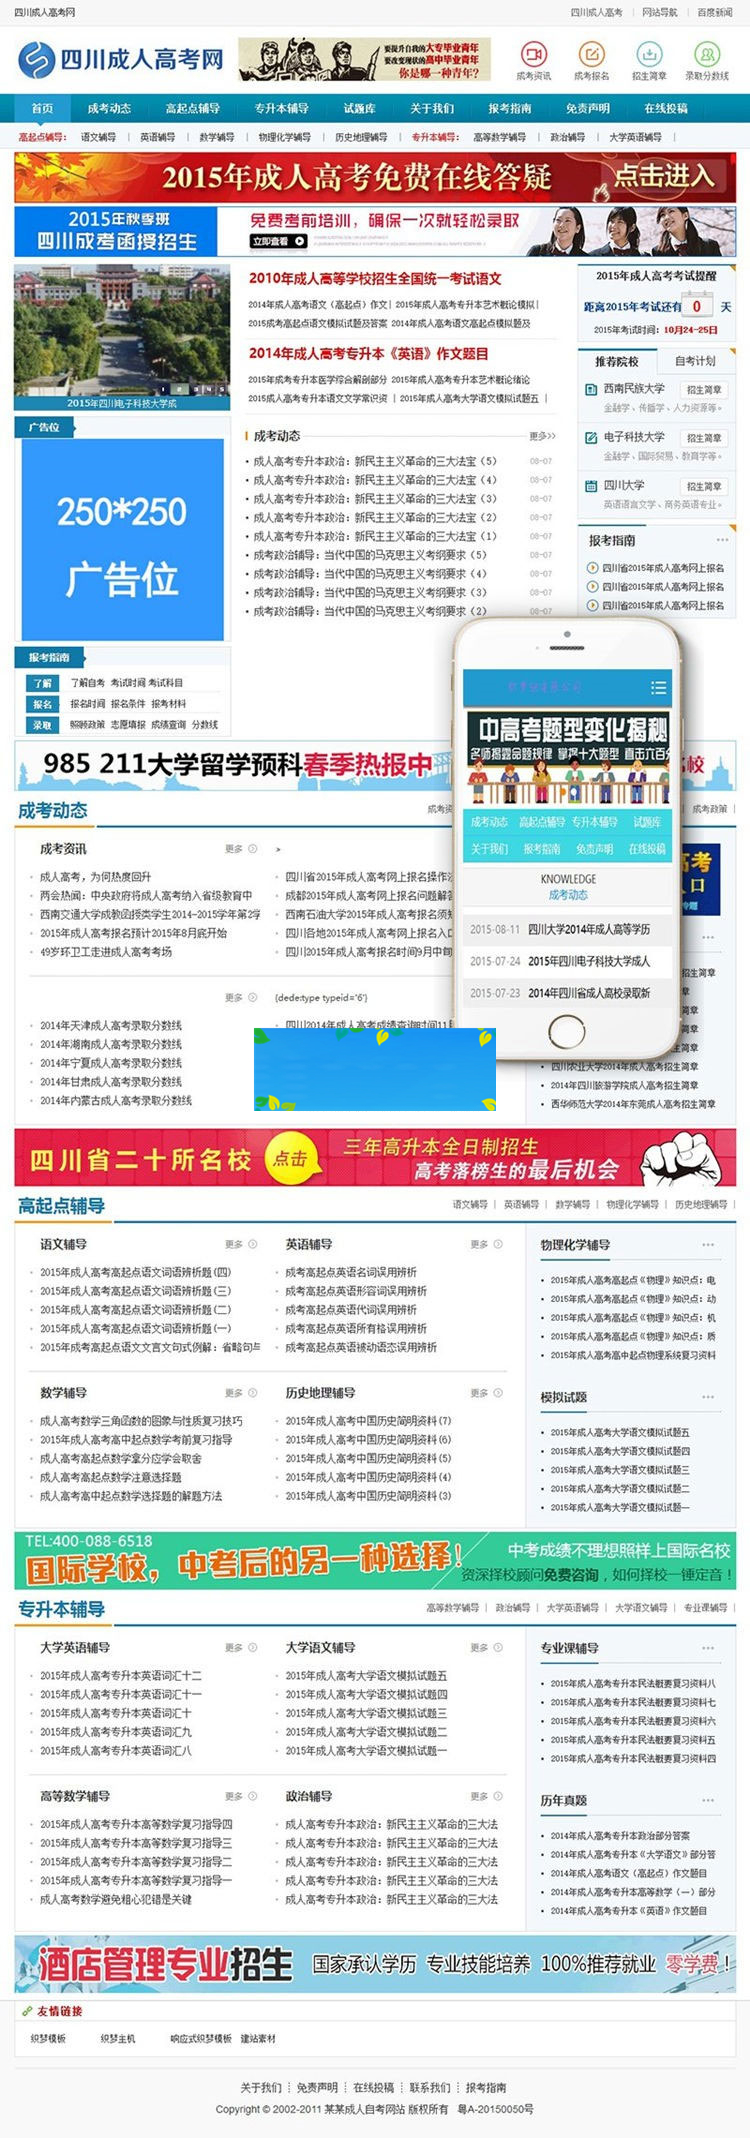 四川成人高考网
四川成人高考 | 网站导航 | 百度新闻
四川成人高考网
要提升自我的大专毕业青年
要改变现状的高中毕业青年
你是哪一种青年?
成考资讯 成考报名 招生简章 录取分数线
首页 成考动态 高起点辅导 专升本辅导 试题库 关于我们 报考指南 免责声明 在线投稿
高起点辅导: 语文辅导 | 英语辅导 | 数学辅导 | 物理化学辅导 | 历史地理辅导 | 专升本辅导: 高等数学辅导 | 政治辅导 | 大学英语辅导 |
2015年成人高考免费在线答疑 点击进入
2015年秋季班
四川成考函授招生
免费考前培训,确保一次就轻松录取
立即查看
2015年四川电子科技大学成
1 2 3 4 5
2010年成人高等学校招生全国统一考试语文
2014年成人高考语文(高起点)作文| 2015年成人高考专升本艺术概论模拟|
2015成考高起点语文模拟试题及答案 2014年成人高考语文高起点模拟题及
2014年成人高考专升本《英语》作文题目
2015年成考专升本医学综合解剖部分 2015年成人高考专升本艺术概论绪论
2015成人高考专升本语文文学常识资 | 2015年成人高考大学语文模拟试题五 |
2015年成人高考考试提醒
距离2015年考试还有 0 天
2015年考试时间: 10月24-25日
推荐院校 自考计划
西南民族大学 招生简章
金融学、传播学、人力资源等。
电子科技大学 招生简章
金融学、国际贸易、教育学等。
四川大学 招生简章
英语语言文学、商务英语专业。
报考指南
四川省2015年成人高考网上报名
四川省2015年成人高考网上报名
四川省2015年成人高考网上报名
广告位
250*250
广告位
成考动态 更多>>
成人高考专升本政治:新民主主义革命的三大法宝(5) 08-07
成人高考专升本政治:新民主主义革命的三大法宝(4) 08-07
成人高考专升本政治:新民主主义革命的三大法宝(3) 08-07
成人高考专升本政治:新民主主义革命的三大法宝(2) 08-07
成人高考专升本政治:新民主主义革命的三大法宝(1) 08-07
成考政治辅导:当代中国的马克思主义考纲要求(5) 08-07
成考政治辅导:当代中国的马克思主义考纲要求(4) 08-07
成考政治辅导:当代中国的马克思主义考纲要求(3) 08-07
成考政治辅导:当代中国的马克思主义考纲要求(2) 08-07
报考指南
了解 了解自考 考试时间 考试科目
报名 报名时间 报名条件 报考材料
录取 照顾政策 志愿填报 成绩查询 分数线
985 211大学留学预科春季热报中
名校
中高考题型变化揭秘
名师揭露命题规律 掌握十大题型 直击六百分
成考动态 高起点辅导 专升本辅导 试题库
关于我们 报考指南 免责声明 在线投稿
KNOWLEDGE
成考动态
2015-08-11 四川大学2014年成人高等学历
2015-07-24 2015年四川电子科技大学成人
2015-07-23 2014年四川省成人高校录取新
成考动态
成考资 | 成考政策 |
成考资讯 更多 >
成人高考,为何热度回升
两会热闻:中央政府将成人高考纳入省级教育中
西南交通大学成教函授类学生2014-2015学年第2学
2015年成人高考报名预计2015年8月底开始
49岁环卫工走进成人高考考场
四川省2015年成人高考网上报名操作
成都2015年成人高考网上报名问题解答
西南石油大学2015年成人高考报名须知
四川各地2015年成人高考网上报名入口
四川2015年成人高考报名时间9月中旬
更多 {dede:type typeid='6'}
2014年天津成人高考录取分数线
2014年湖南成人高考录取分数线
2014年宁夏成人高考录取分数线
2014年甘肃成人高考录取分数线
2014年内蒙古成人高考录取分数线
四川2014年成人高考成绩查询时间11
高考
入口
专题
招生简章
章
简章
简章
简章
四川农业大学2014年成人高考招生简章
2014年四川旅游学院成人高考招生简章
西华师范大学2014年东莞成人高考招生简章
四川省二十所名校 点击
三年高升本全日制招生
高考落榜生的最后机会
高起点辅导
语文辅导 | 英语辅导 | 数学辅导 | 物理化学辅导 | 历史地理辅导 |
语文辅导 更多
2015年成人高考高起点语文词语辨析题(四)
2015年成人高考高起点语文词语辨析题(三)
2015年成人高考高起点语文词语辨析题(二)
2015年成人高考高起点语文词语辨析题(一)
2015年成考高起点语文文言文句式例解:省略句与
英语辅导 更多
成考高起点英语名词误用辨析
成考高起点英语形容词误用辨析
成考高起点英语代词误用辨析
成考高起点英语所有格误用辨析
成考高起点英语被动语态误用辨析
物理化学辅导
2015年成人高考高起点《物理》知识点:电
2015年成人高考高起点《物理》知识点:动
2015年成人高考高起点《物理》知识点:机
2015年成人高考高起点《物理》知识点:质
2015年成人高考高中起点物理系统复习资料
数学辅导 更多
成人高考数学三角函数的图象与性质复习技巧
2015年成人高考高中起点数学考前复习指导
成人高考高起点数学拿分应学会取舍
成人高考高起点数学注意选择题
成人高考高中起点数学选择题的解题方法
历史地理辅导 更多
2015年成人高考中国历史简明资料(7)
2015年成人高考中国历史简明资料(6)
2015年成人高考中国历史简明资料(5)
2015年成人高考中国历史简明资料(4)
2015年成人高考中国历史简明资料(3)
模拟试题
2015年成人高考大学语文模拟试题五
2015年成人高考大学语文模拟试题四
2015年成人高考大学语文模拟试题三
2015年成人高考大学语文模拟试题二
2015年成人高考大学语文模拟试题一
TEL:400-088-6518
国际学校,中考后的另一种选择!
中考成绩不理想照样上国际名校
资深择校顾问免费咨询,如何择校一锤定音!
专升本辅导
高等数学辅导 | 政治辅导 | 大学英语辅导 | 大学语文辅导 | 专业课辅导 |
大学英语辅导 更多
2015年成人高考专升本英语词汇十二
2015年成人高考专升本英语词汇十一
2015年成人高考专升本英语词汇十
2015年成人高考专升本英语词汇九
2015年成人高考专升本英语词汇八
大学语文辅导 更多
2015年成人高考大学语文模拟试题五
2015年成人高考大学语文模拟试题四
2015年成人高考大学语文模拟试题三
2015年成人高考大学语文模拟试题二
2015年成人高考大学语文模拟试题一
专业课辅导
2015年成人高考专升本民法概要复习资料八
2015年成人高考专升本民法概要复习资料七
2015年成人高考专升本民法概要复习资料六
2015年成人高考专升本民法概要复习资料五
2015年成人高考专升本民法概要复习资料四
高等数学辅导 更多
2015年成人高考专升本高等数学复习指导四
2015年成人高考专升本高等数学复习指导三
2015年成人高考专升本高等数学复习指导二
2015年成人高考专升本高等数学复习指导一
成人高考数学避免粗心犯错是关键
政治辅导 更多
成人高考专升本政治:新民主主义革命的三大法
成人高考专升本政治:新民主主义革命的三大法
成人高考专升本政治:新民主主义革命的三大法
成人高考专升本政治:新民主主义革命的三大法
成人高考专升本政治:新民主主义革命的三大法
历年真题
2014年成人高考专升本政治部分答案
2014年成人高考专升本《大学语文》部分答
2014年成人高考语文(高起点)作文题目
2014年成人高考专升本高等数学(一)部分
2014年成人高考专升本《英语》作文题目
酒店管理专业招生 国家承认学历 专业技能培养 100%推荐就业 零学费!
友情链接
织梦模板 织梦主机 响应式织梦模板 建站素材
关于我们 | 免责声明 | 在线投稿 | 联系我们 | 报考指南
Copyright © 2002-2011 某某成人自考网站 版权所有 粤A-20150050号